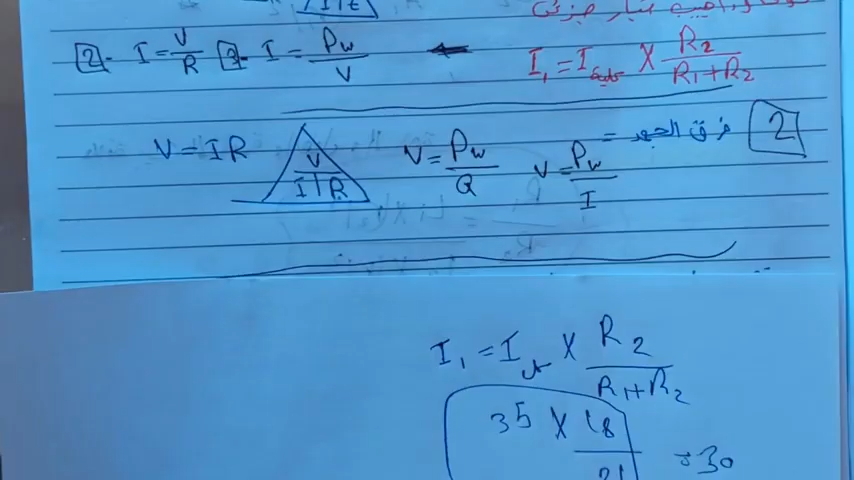 2- I = V/R 3- I = Pw/V
I₁ = I كلية × R₂/(R₁+R₂)
2 فرق الجهد =
V = IR V/(I | R) V = Pw/Q V = Pw/I
I₁ = I × R₂/(R₁+R₂)
35 × 18/21 = 30